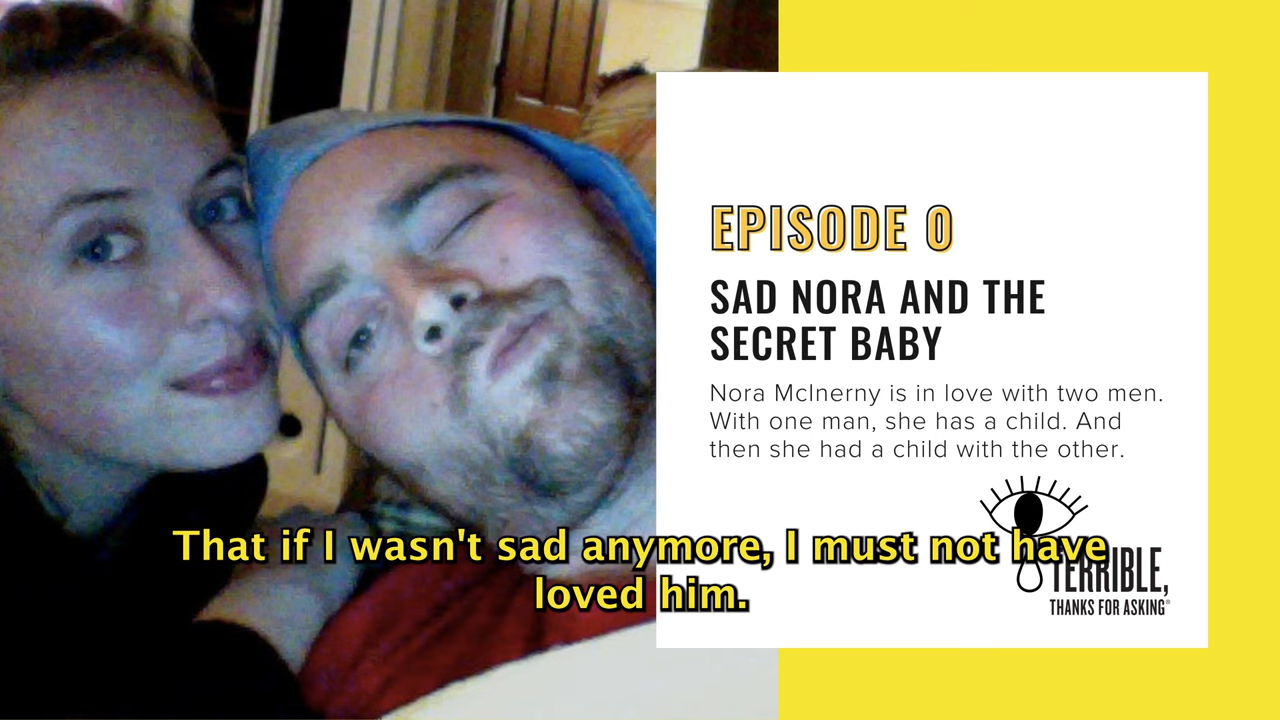 EPISODE 0
SAD NORA AND THE
SECRET BABY
Nora McInerny is in love with two men.
With one man, she has a child. And
then she had a child with the other.
TERRIBLE,
THANKS FOR ASKING®
That if I wasn't sad anymore, I must not have
loved him.